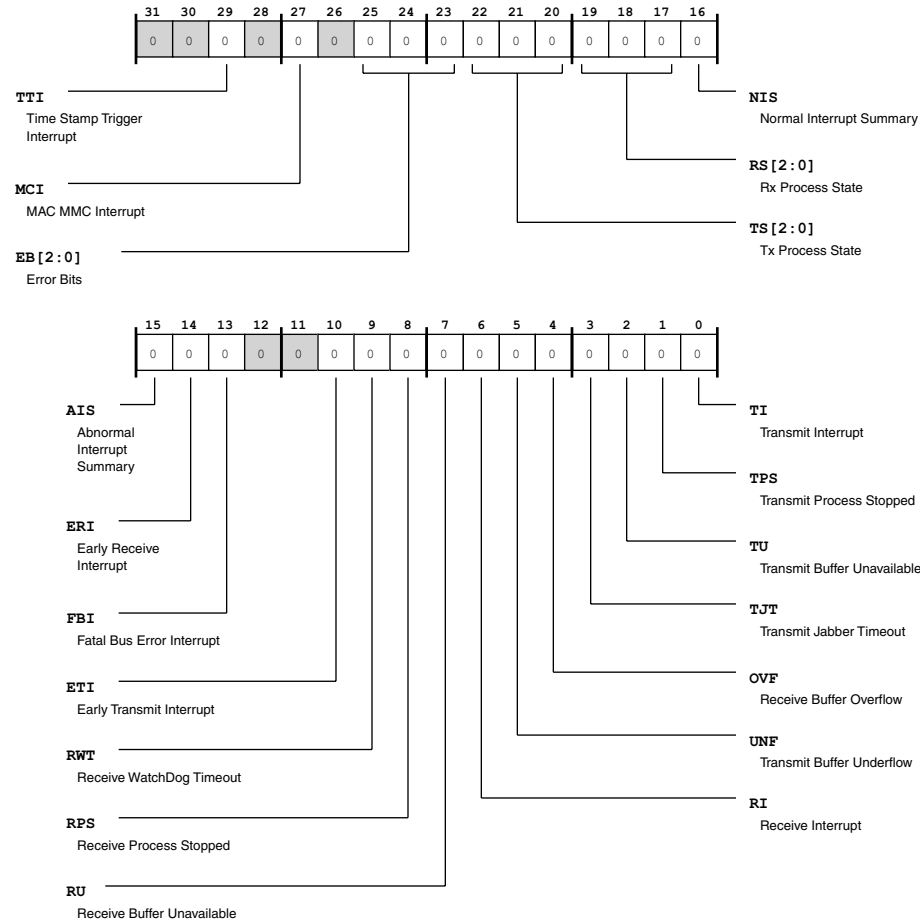 31 30 29 28 27 26 25 24 23 22 21 20 19 18 17 16
0 0 0 0 0 0 0 0 0 0 0 0 0 0 0 0
TTI
Time Stamp Trigger
Interrupt
MCI
MAC MMC Interrupt
EB[2:0]
Error Bits
NIS
Normal Interrupt Summary
RS[2:0]
Rx Process State
TS[2:0]
Tx Process State
15 14 13 12 11 10 9 8 7 6 5 4 3 2 1 0
0 0 0 0 0 0 0 0 0 0 0 0 0 0 0 0
AIS
Abnormal
Interrupt
Summary
ERI
Early Receive
Interrupt
FBI
Fatal Bus Error Interrupt
ETI
Early Transmit Interrupt
RWT
Receive WatchDog Timeout
RPS
Receive Process Stopped
RU
Receive Buffer Unavailable
TI
Transmit Interrupt
TPS
Transmit Process Stopped
TU
Transmit Buffer Unavailable
TJT
Transmit Jabber Timeout
OVF
Receive Buffer Overflow
UNF
Transmit Buffer Underflow
RI
Receive Interrupt